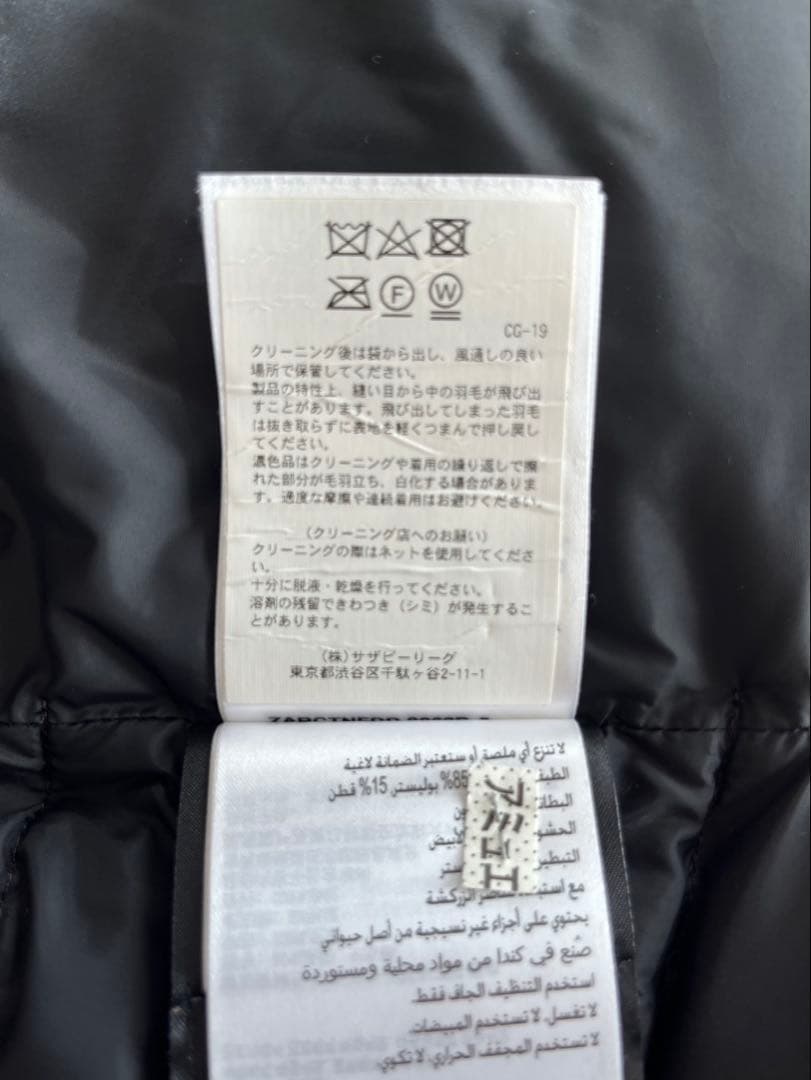 F W
CG-19
クリーニング後は袋から出し、風通しの良い
場所で保管してください。
製品の特性上、縫い目から中の羽毛が飛び出
すことがあります。飛び出してしまった羽毛
は抜き取らずに表地を軽くつまんで押し戻し
てください。
濃色品はクリーニングや着用の繰り返しで擦
れた部分が毛羽立ち、白化する場合がありま
す。過度な摩擦や連続着用はお避けください。
(クリーニング店へのお願い)
クリーニングの際はネットを使用してくださ
い。
十分に脱液・乾燥を行ってください。
溶剤の残留できわつき(シミ)が発生するこ
とがあります。
(株)サザビーリーグ
東京都渋谷区千駄ヶ谷2-11-1
لا تنزع أي ملصق أو ستعتبر الضمانة لاغية
85% بوليستر، 15% قطن
アミュエ
مع
الزركشة
يحتوي على أجزاء غير نسيجية من أصل حيواني
صنع في كندا من مواد محلية ومستوردة
استخدم التنظيف الجاف فقط.
لا تغسل. لا تستخدم المبيضات.
لا تستخدم المجفف الحراري. لا تكوي.